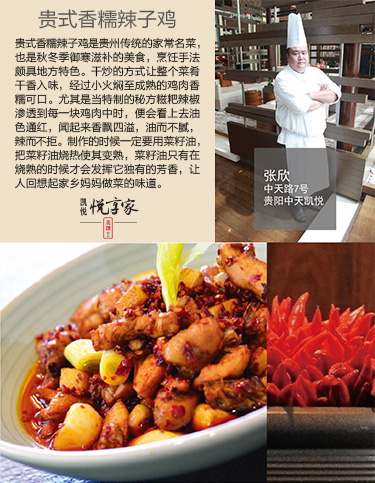 贵式香糯辣子鸡
贵式香糯辣子鸡是贵州传统的家常名菜，
也是秋冬季御寒滋补的美食，烹饪手法
颇具地方特色。干炒的方式让整个菜肴
干香入味，经过小火焖至成熟的鸡肉香
糯可口。尤其是当特制的秘方糍粑辣椒
渗透到每一块鸡肉中时，便会看上去油
色通红，闻起来香飘四溢，油而不腻，
辣而不拒。制作的时候一定要用菜籽油，
把菜籽油烧热使其变熟，菜籽油只有在
烧熟的时候才会发挥它独有的芳香，让
人回想起家乡妈妈做菜的味道。
凯悦 悦享家
张欣
中天路7号
贵阳中天凯悦